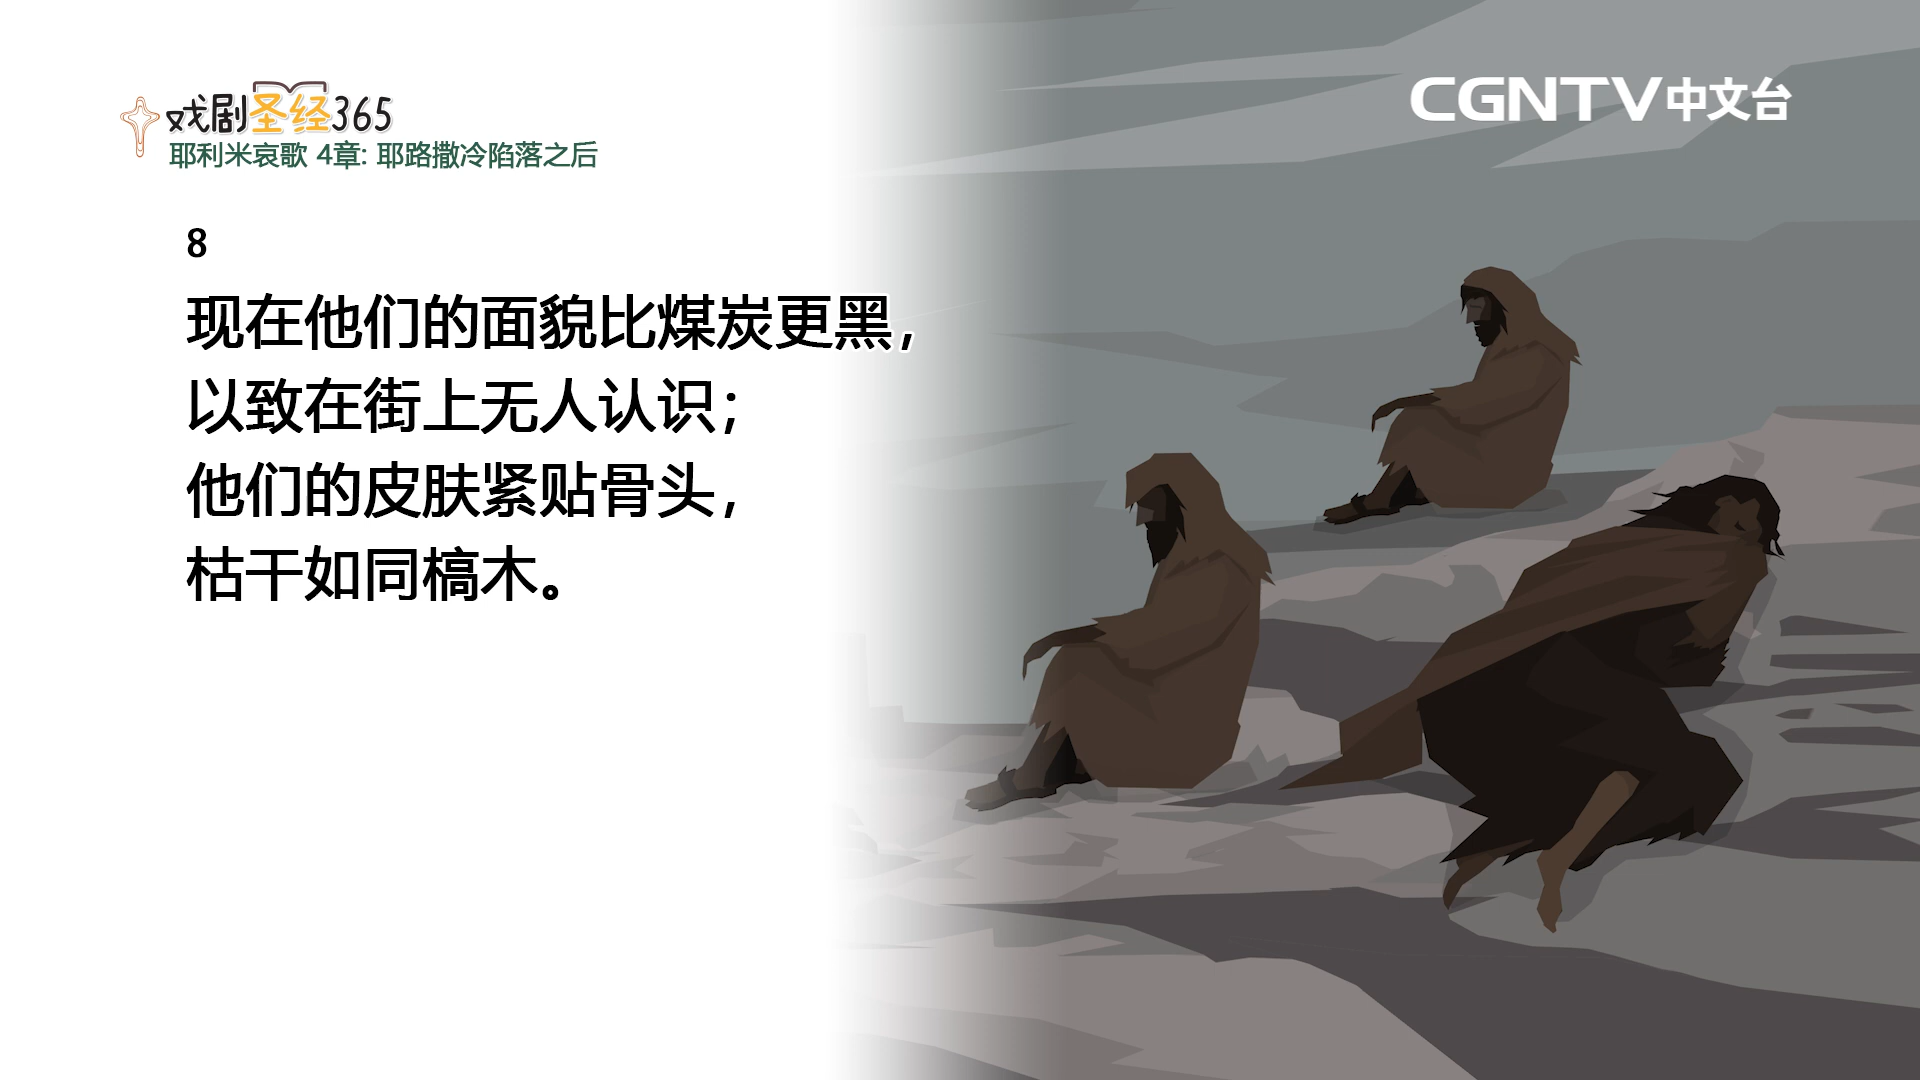 戏剧圣经365
耶利米哀歌 4章: 耶路撒冷陷落之后
CGNTV中文台
8
现在他们的面貌比煤炭更黑，
以致在街上无人认识；
他们的皮肤紧贴骨头，
枯干如同槁木。